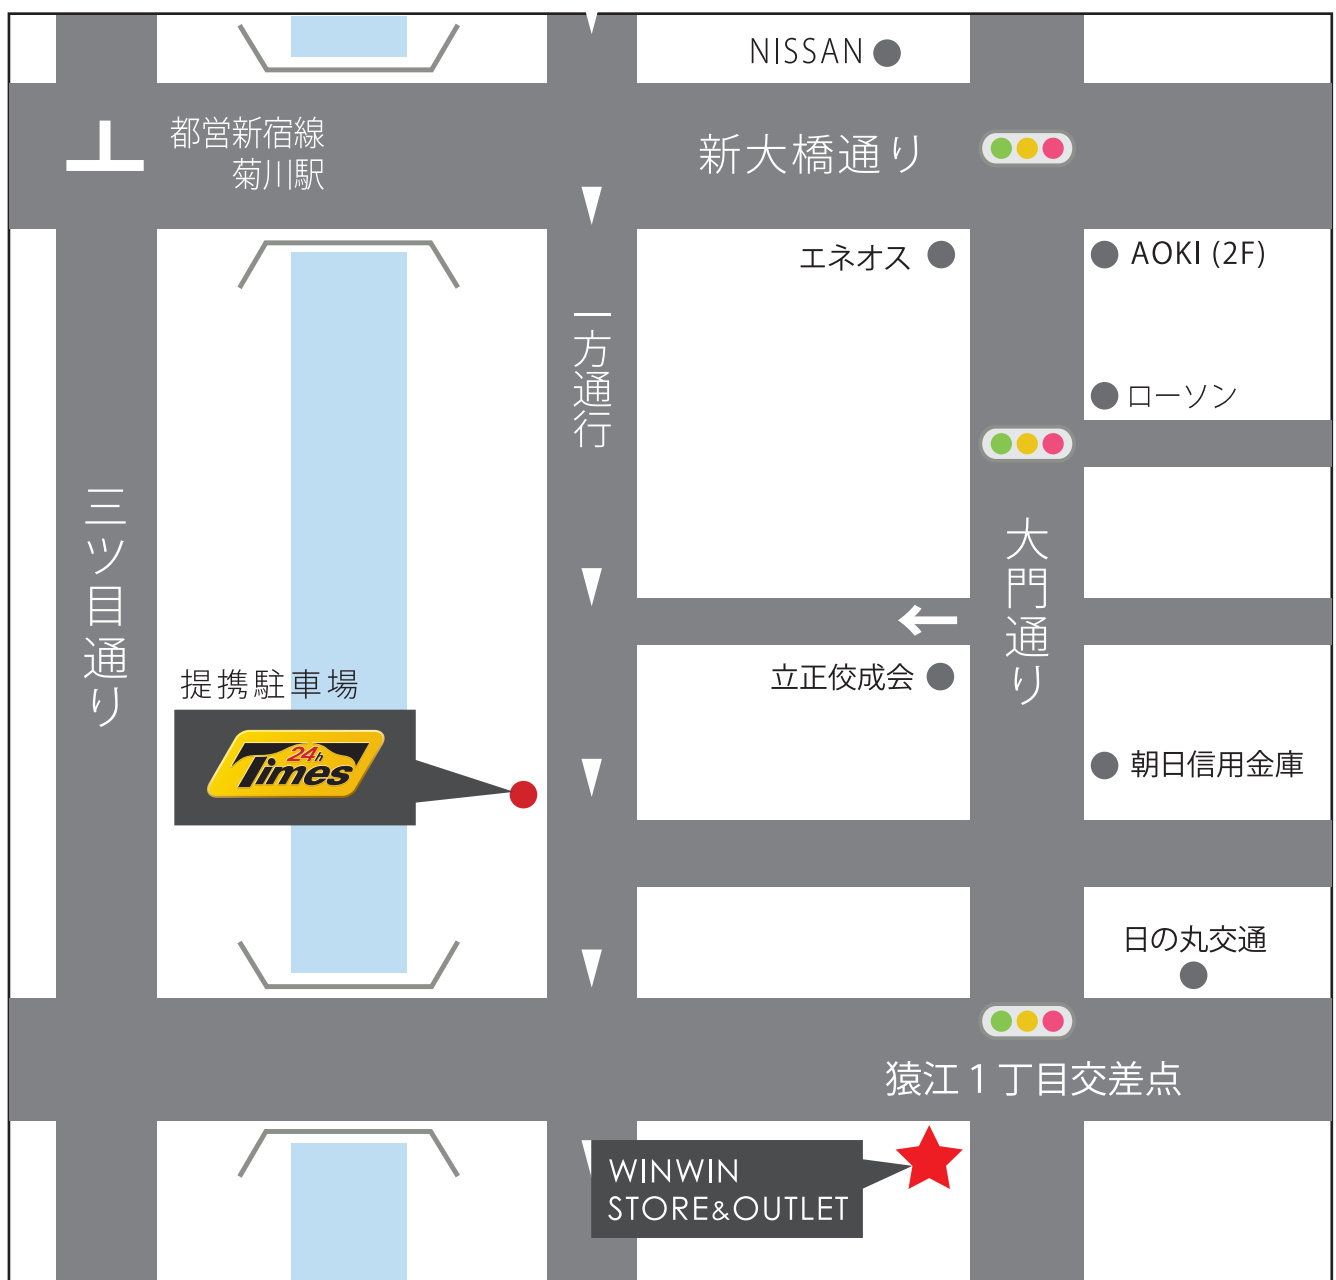 NISSAN
都営新宿線
菊川駅
新大橋通り
エネオス
AOKI (2F)
一方通行
ローソン
三ツ目通り
大門通り
提携駐車場
24h
Times
立正佼成会
朝日信用金庫
日の丸交通
猿江1丁目交差点
WINWIN
STORE&OUTLET